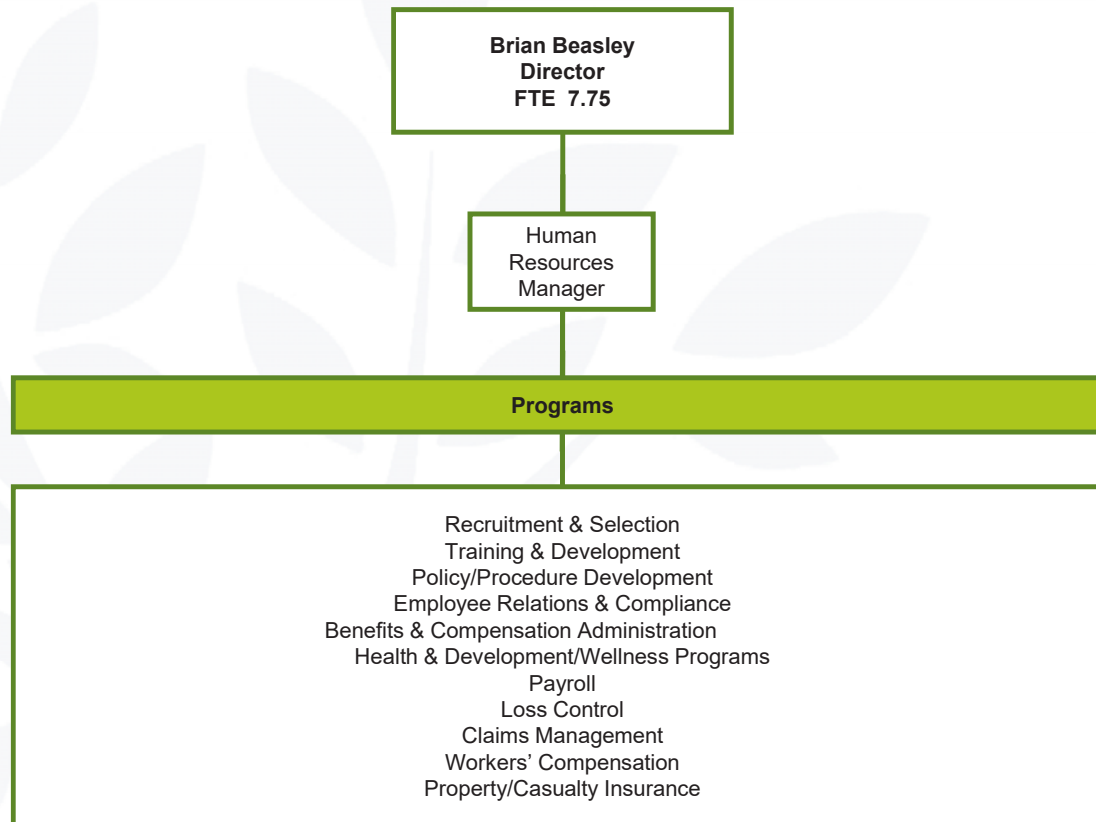 Brian Beasley
Director
FTE 7.75
Human
Resources
Manager
Programs
Recruitment & Selection
Training & Development
Policy/Procedure Development
Employee Relations & Compliance
Benefits & Compensation Administration
Health & Development/Wellness Programs
Payroll
Loss Control
Claims Management
Workers’ Compensation
Property/Casualty Insurance